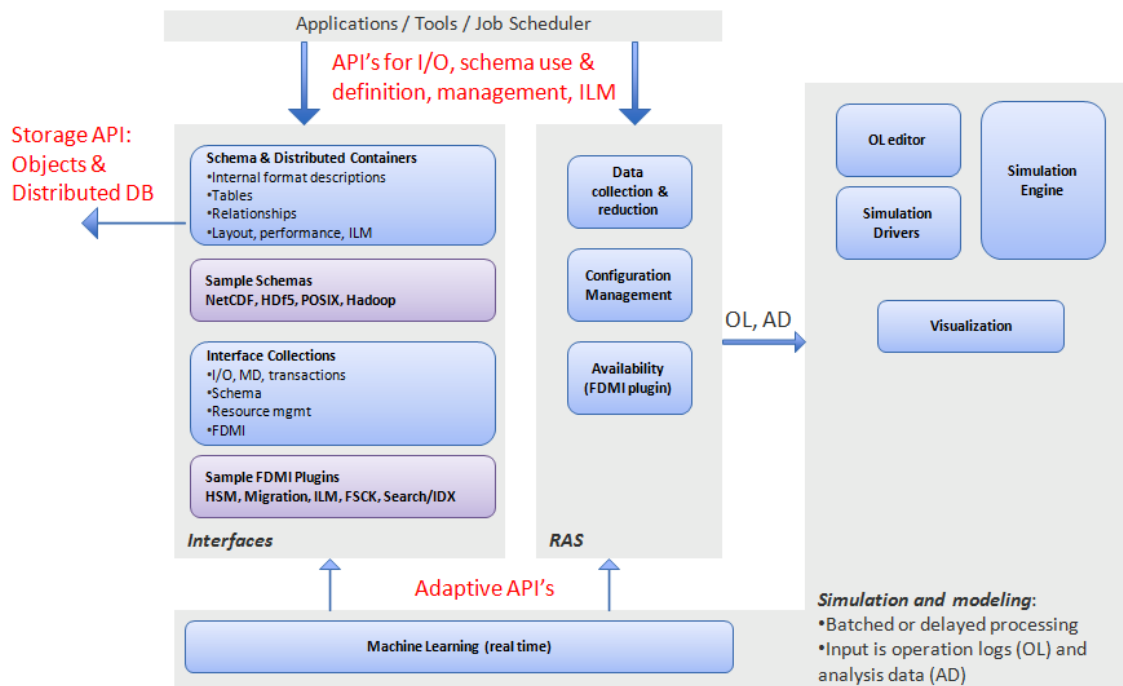 Applications / Tools / Job Scheduler
API's for I/O, schema use &
definition, management, ILM
Storage API:
Objects &
Distributed DB
Schema & Distributed Containers
•Internal format descriptions
•Tables
•Relationships
•Layout, performance, ILM
Sample Schemas
NetCDF, HDf5, POSIX, Hadoop
Interface Collections
•I/O, MD, transactions
•Schema
•Resource mgmt
•FDMI
Sample FDMI Plugins
HSM, Migration, ILM, FSCK, Search/IDX
Interfaces
Data
collection &
reduction
Configuration
Management
Availability
(FDMI plugin)
RAS
OL, AD
OL editor
Simulation
Drivers
Simulation
Engine
Visualization
Adaptive API's
Machine Learning (real time)
Simulation and modeling:
•Batched or delayed processing
•Input is operation logs (OL) and
analysis data (AD)